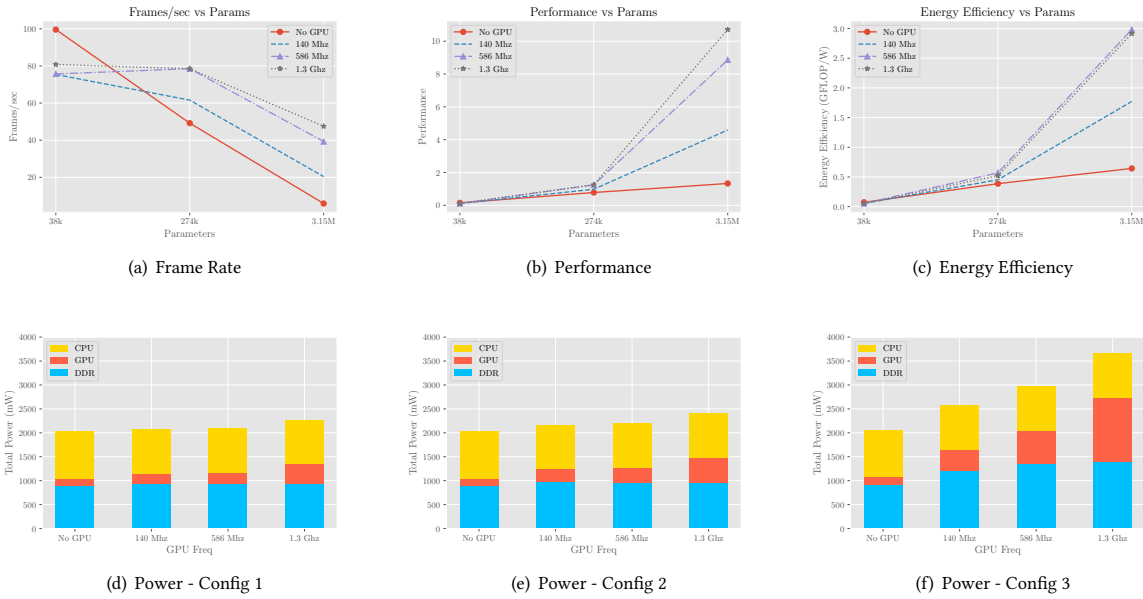 Frames/sec vs Params
Frames/sec
100
80
60
40
20
No GPU
140 Mhz
586 Mhz
1.3 Ghz
38k
274k
3.15M
Parameters
(a) Frame Rate
Performance vs Params
Performance
10
8
6
4
2
0
No GPU
140 Mhz
586 Mhz
1.3 Ghz
38k
274k
3.15M
Parameters
(b) Performance
Energy Efficiency vs Params
Energy Efficiency (GFLOP/W)
3.0
2.5
2.0
1.5
1.0
0.5
0.0
No GPU
140 Mhz
586 Mhz
1.3 Ghz
38k
274k
3.15M
Parameters
(c) Energy Efficiency
Total Power (mW)
4000
3500
3000
2500
2000
1500
1000
500
0
CPU
GPU
DDR
No GPU
140 Mhz
586 Mhz
1.3 Ghz
GPU Freq
(d) Power - Config 1
Total Power (mW)
4000
3500
3000
2500
2000
1500
1000
500
0
CPU
GPU
DDR
No GPU
140 Mhz
586 Mhz
1.3 Ghz
GPU Freq
(e) Power - Config 2
Total Power (mW)
4000
3500
3000
2500
2000
1500
1000
500
0
CPU
GPU
DDR
No GPU
140 Mhz
586 Mhz
1.3 Ghz
GPU Freq
(f) Power - Config 3